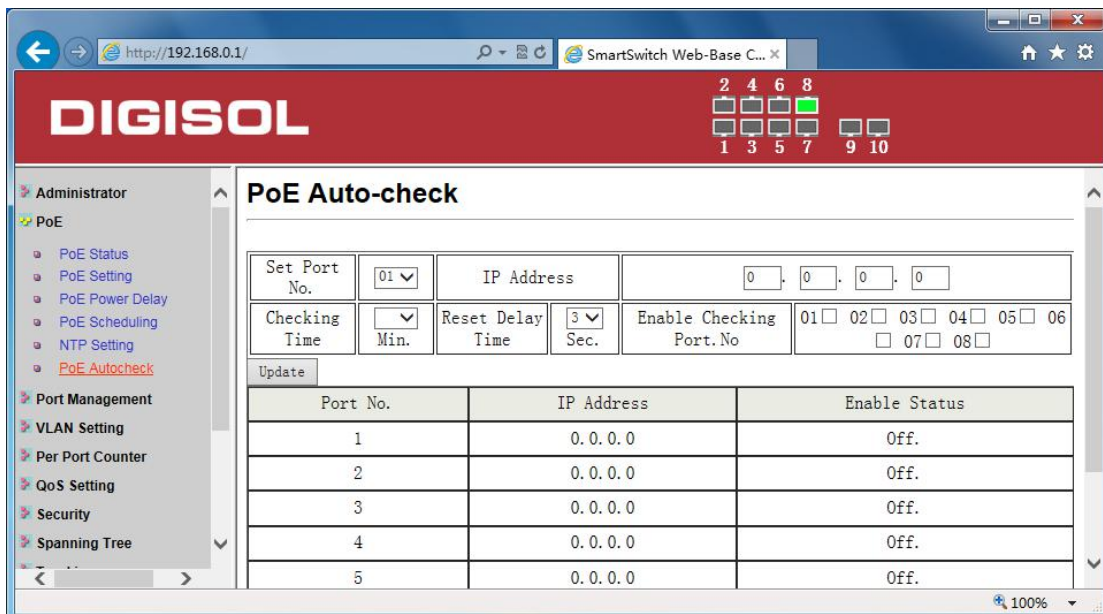 http://192.168.0.1/
SmartSwitch Web-Base C...
DIGISOL
2 4 6 8
1 3 5 7 9 10
Administrator
PoE
PoE Status
PoE Setting
PoE Power Delay
PoE Scheduling
NTP Setting
PoE Autocheck
Port Management
VLAN Setting
Per Port Counter
QoS Setting
Security
Spanning Tree
PoE Auto-check
Set Port No. 01 IP Address 0. 0. 0. 0
Checking Time Min. Reset Delay Time 3 Sec. Enable Checking Port.No 01 02 03 04 05 06 07 08
Update
Port No. IP Address Enable Status
1 0.0.0.0 Off.
2 0.0.0.0 Off.
3 0.0.0.0 Off.
4 0.0.0.0 Off.
5 0.0.0.0 Off.
100%